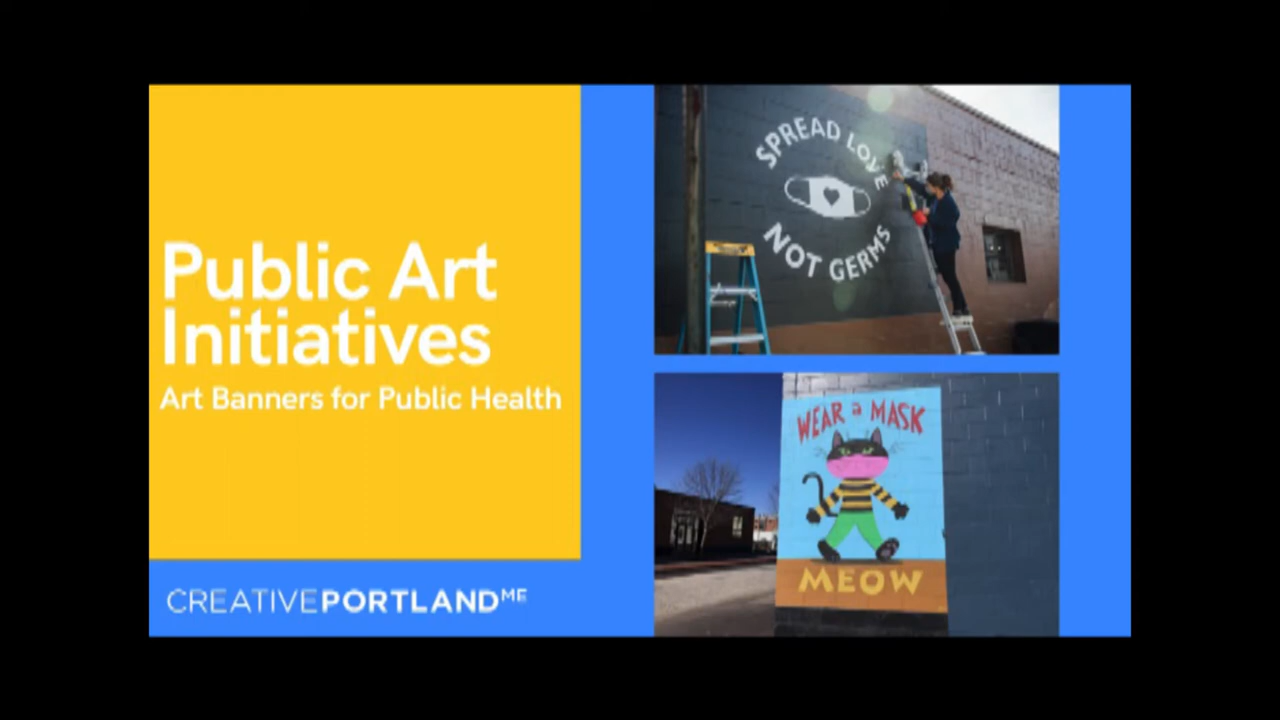 Public Art
Initiatives
Art Banners for Public Health
CREATIVEPORTLANDME
SPREAD LOVE
NOT GERMS
WEAR a MASK
MEOW